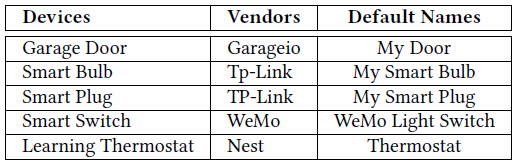 Devices Vendors Default Names
Garage Door Garageio My Door
Smart Bulb Tp-Link My Smart Bulb
Smart Plug TP-Link My Smart Plug
Smart Switch WeMo WeMo Light Switch
Learning Thermostat Nest Thermostat